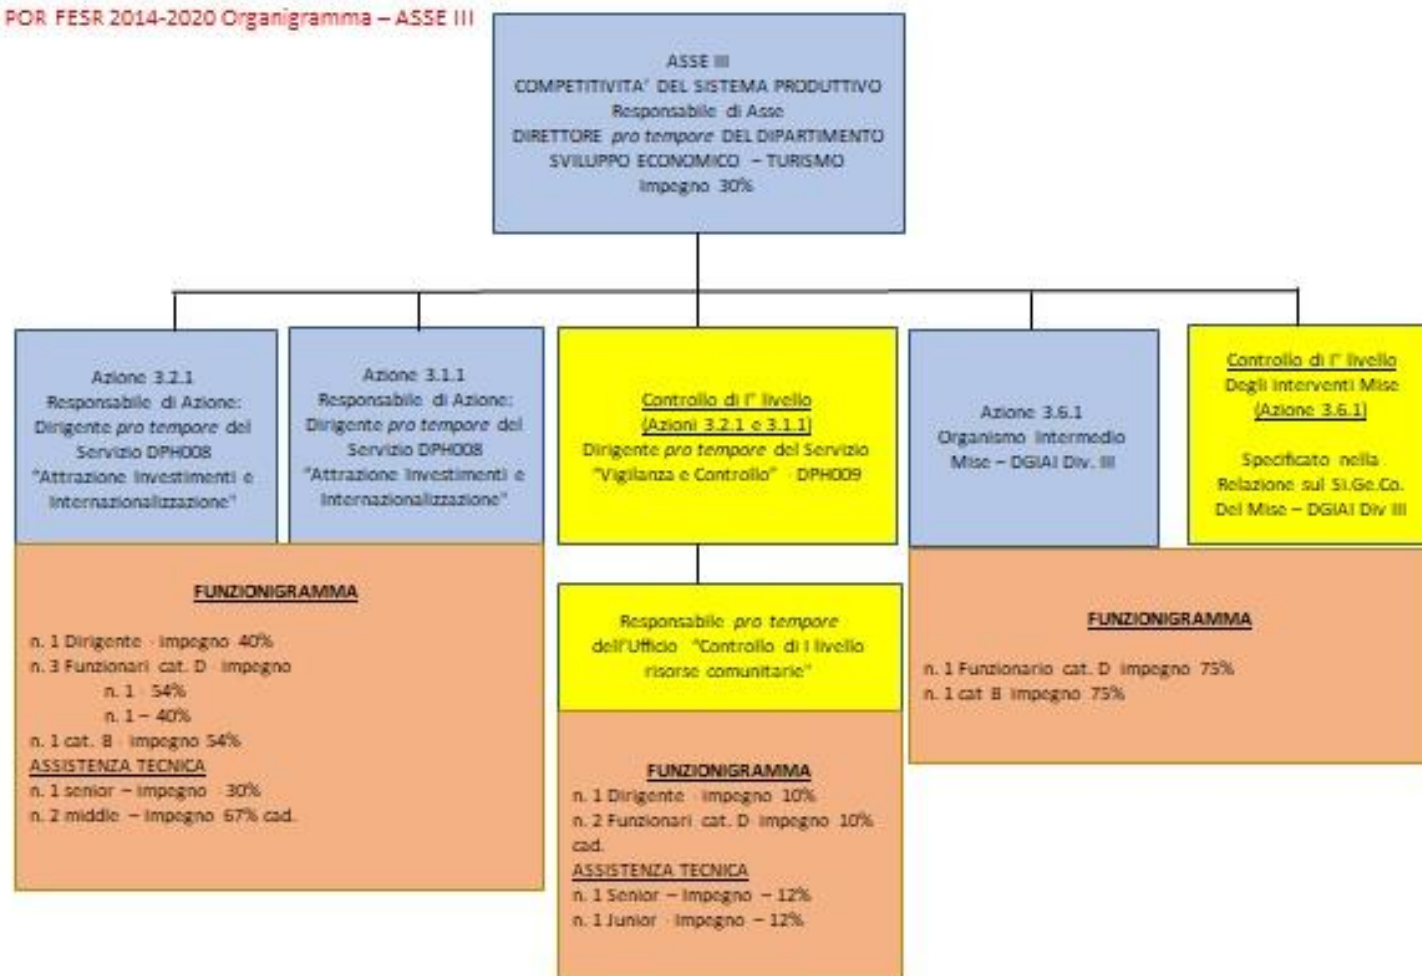 POR FESR 2014-2020 Organigramma – ASSE III
ASSE III
COMPETITIVITA' DEL SISTEMA PRODUTTIVO
Responsabile di Asse
DIRETTORE pro tempore DEL DIPARTIMENTO
SVILUPPO ECONOMICO – TURISMO
Impegno 30%
Azione 3.2.1
Responsabile di Azione:
Dirigente pro tempore del
Servizio DPH008
"Attrazione Investimenti e
Internazionalizzazione"
Azione 3.1.1
Responsabile di Azione:
Dirigente pro tempore del
Servizio DPH008
"Attrazione Investimenti e
Internazionalizzazione"
Controllo di I° livello
(Azioni 3.2.1 e 3.1.1)
Dirigente pro tempore del Servizio
"Vigilanza e Controllo" - DPH009
Azione 3.6.1
Organismo Intermedio
Mise – DGIAI Div. III
Controllo di I° livello
Degli interventi Mise
(Azione 3.6.1)
Specificato nella
Relazione sul Si.Ge.Co.
Del Mise – DGIAI Div III
FUNZIONIGRAMMA
n. 1 Dirigente - impegno 40%
n. 3 Funzionari cat. D - impegno
n. 1 - 54%
n. 1 – 40%
n. 1 cat. B - impegno 54%
ASSISTENZA TECNICA
n. 1 senior – impegno - 30%
n. 2 middle – impegno 67% cad.
Responsabile pro tempore
dell'Ufficio "Controllo di I livello
risorse comunitarie"
FUNZIONIGRAMMA
n. 1 Dirigente - impegno 10%
n. 2 Funzionari cat. D impegno 10%
cad.
ASSISTENZA TECNICA
n. 1 Senior – impegno – 12%
n. 1 Junior - impegno – 12%
FUNZIONIGRAMMA
n. 1 Funzionario cat. D impegno 75%
n. 1 cat B impegno 75%